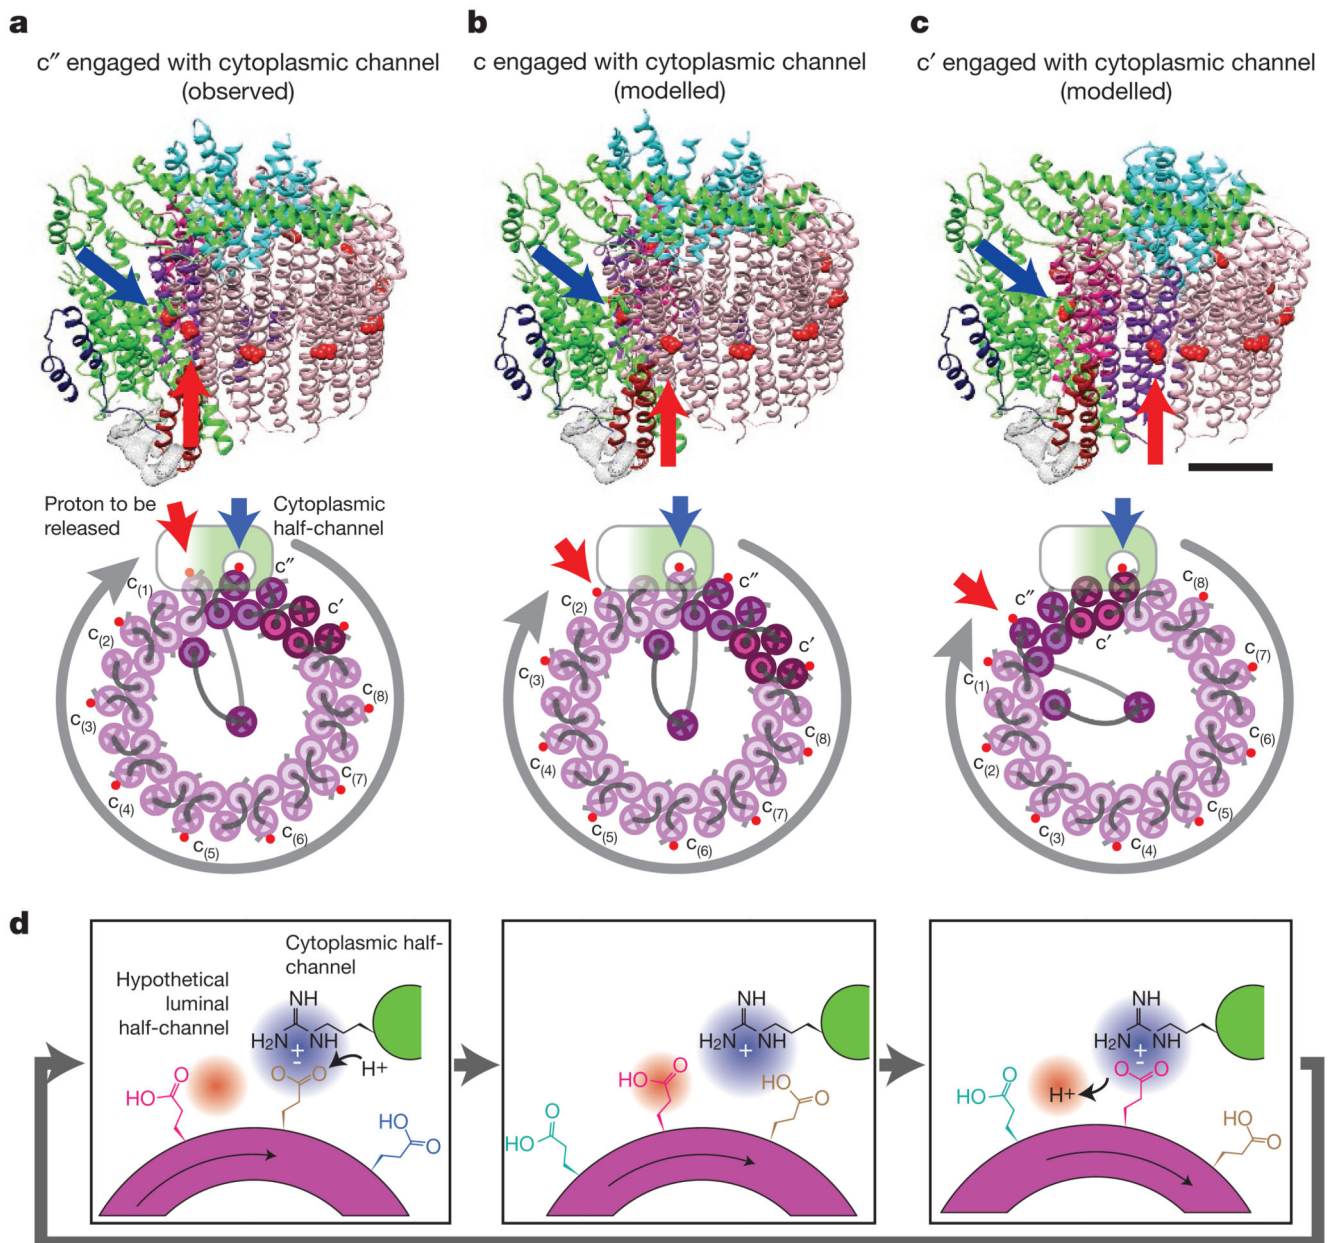 a
b
c
c″ engaged with cytoplasmic channel
(observed)
c engaged with cytoplasmic channel
(modelled)
c′ engaged with cytoplasmic channel
(modelled)
Proton to be
released
Cytoplasmic
half-channel
c″
c′
c(1)
c(2)
c(3)
c(4)
c(5)
c(6)
c(7)
c(8)
c″
c′
c(2)
c(3)
c(4)
c(5)
c(6)
c(7)
c(8)
c″
c′
c(8)
c(7)
c(6)
c(5)
c(4)
c(3)
c(2)
c(1)
d
Hypothetical
luminal
half-channel
Cytoplasmic half-
channel
NH
H2N
NH
+
-
H+
O
HO
O
HO
O
NH
H2N
NH
+
O
HO
O
HO
HO
O
NH
H2N
NH
+
-
O
HO
H+
O
O
HO
O